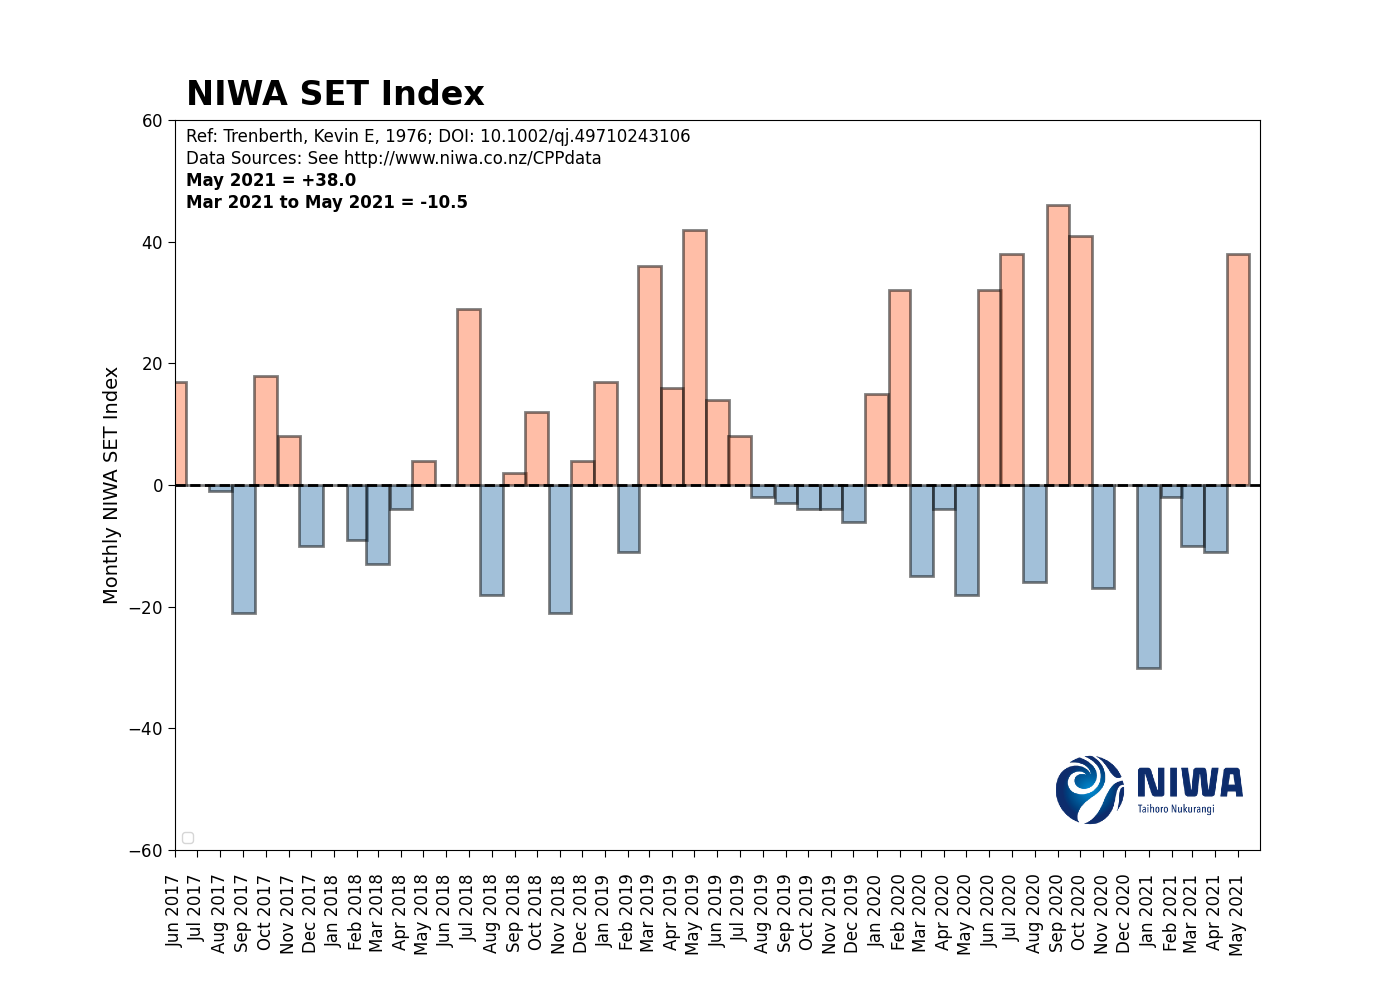 NIWA SET Index
Ref: Trenberth, Kevin E, 1976; DOI: 10.1002/qj.49710243106
Data Sources: See http://www.niwa.co.nz/CPPdata
May 2021 = +38.0
Mar 2021 to May 2021 = -10.5
Monthly NIWA SET Index
60
40
20
0
−20
−40
−60
NIWA
Taihoro Nukurangi
Jun 2017
Jul 2017
Aug 2017
Sep 2017
Oct 2017
Nov 2017
Dec 2017
Jan 2018
Feb 2018
Mar 2018
Apr 2018
May 2018
Jun 2018
Jul 2018
Aug 2018
Sep 2018
Oct 2018
Nov 2018
Dec 2018
Jan 2019
Feb 2019
Mar 2019
Apr 2019
May 2019
Jun 2019
Jul 2019
Aug 2019
Sep 2019
Oct 2019
Nov 2019
Dec 2019
Jan 2020
Feb 2020
Mar 2020
Apr 2020
May 2020
Jun 2020
Jul 2020
Aug 2020
Sep 2020
Oct 2020
Nov 2020
Dec 2020
Jan 2021
Feb 2021
Mar 2021
Apr 2021
May 2021